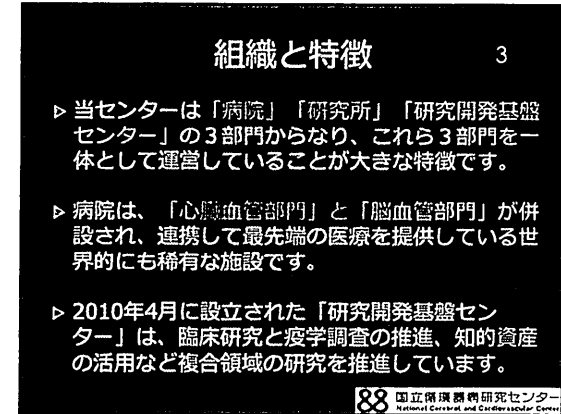 組織と特徴
3
▷ 当センターは「病院」「研究所」「研究開発基盤
センター」の３部門からなり、これら３部門を一
体として運営していることが大きな特徴です。
▷ 病院は、「心臓血管部門」と「脳血管部門」が併
設され、連携して最先端の医療を提供している世
界的にも稀有な施設です。
▷ 2010年4月に設立された「研究開発基盤セン
ター」は、臨床研究と疫学調査の推進、知的資産
の活用など複合領域の研究を推進しています。
国立循環器病研究センター
National Cerebral and Cardiovascular Center